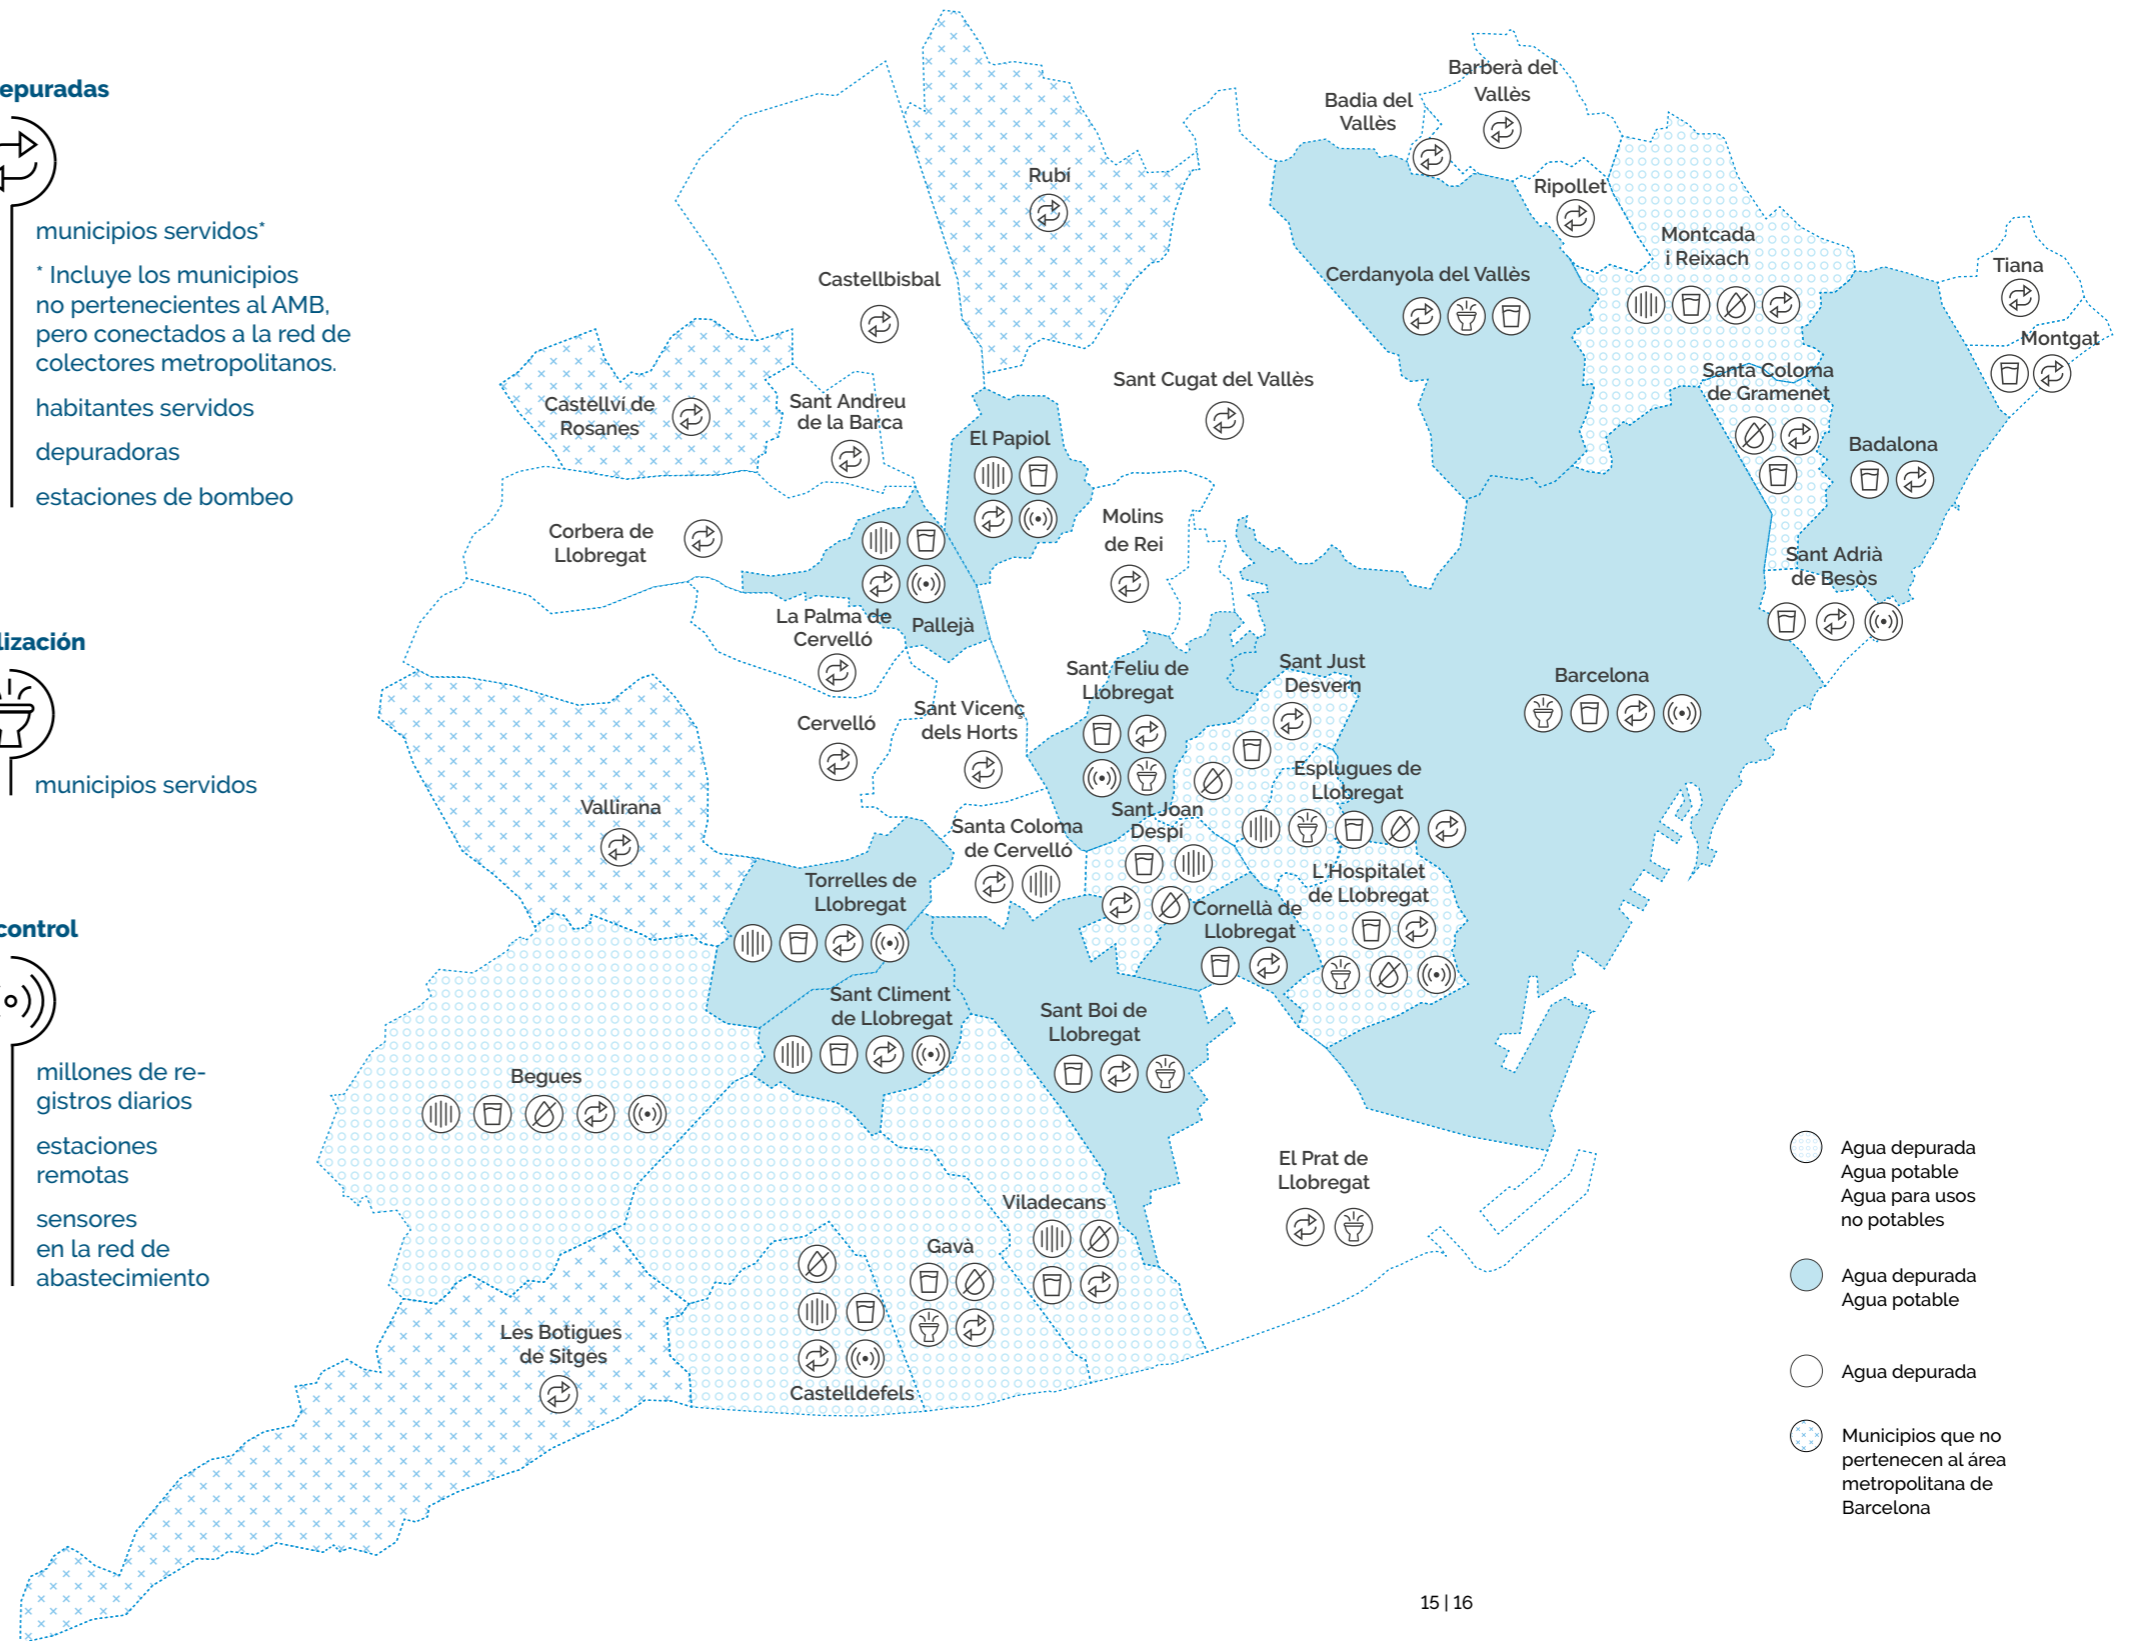 epuradas
municipios servidos*
* Incluye los municipios
no pertenecientes al AMB,
pero conectados a la red de
colectores metropolitanos.
habitantes servidos
depuradoras
estaciones de bombeo
lización
municipios servidos
control
millones de re-
gistros diarios
estaciones
remotas
sensores
en la red de
abastecimiento
Barberà del
Vallès
Badia del
Vallès
Rubí
Ripollet
Montcada
i Reixach
Tiana
Cerdanyola del Vallès
Castellbisbal
Montgat
Sant Cugat del Vallès
Santa Coloma
de Gramenet
Castellví de
Rosanes
Sant Andreu
de la Barca
El Papiol
Badalona
Corbera de
Llobregat
Molins
de Rei
Sant Adrià
de Besòs
La Palma de
Cervelló
Pallejà
Sant Feliu de
Llobregat
Sant Just
Desvern
Barcelona
Cervelló
Sant Vicenç
dels Horts
Esplugues de
Llobregat
Vallirana
Sant Joan
Despí
Santa Coloma
de Cervelló
Torrelles de
Llobregat
L'Hospitalet
de Llobregat
Cornellà de
Llobregat
Sant Climent
de Llobregat
Sant Boi de
Llobregat
Begues
El Prat de
Llobregat
Viladecans
Gavà
Les Botigues
de Sitges
Castelldefels
Agua depurada
Agua potable
Agua para usos
no potables
Agua depurada
Agua potable
Agua depurada
Municipios que no
pertenecen al área
metropolitana de
Barcelona
15 | 16